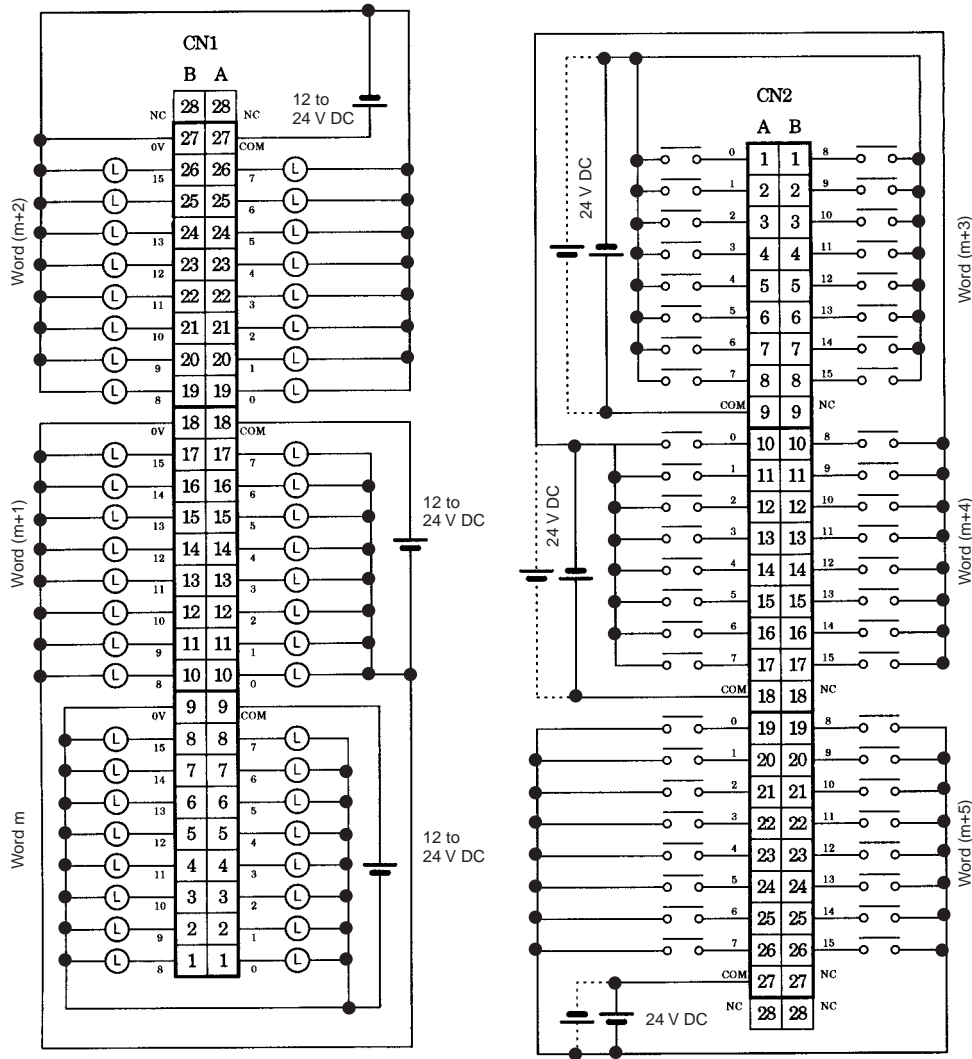 CN1
B A
NC 28 28 NC
12 to
24 V DC
0V 27 27 COM
Word (m+2)
L 15 26 26 7 L
L 25 25 6 L
L 13 24 24 5 L
L 12 23 23 4 L
L 11 22 22 3 L
L 10 21 21 2 L
L 9 20 20 1 L
L 8 19 19 0 L
0V 18 18 COM
Word (m+1)
12 to
24 V DC
L 15 17 17 7 L
L 14 16 16 6 L
L 13 15 15 5 L
L 12 14 14 4 L
L 11 13 13 3 L
L 10 12 12 2 L
L 9 11 11 1 L
L 8 10 10 0 L
0V 9 9 COM
Word m
12 to
24 V DC
L 15 8 8 7 L
L 14 7 7 6 L
L 13 6 6 5 L
L 12 5 5 4 L
L 11 4 4 3 L
L 10 3 3 2 L
L 9 2 2 1 L
L 8 1 1 0 L
CN2
A B
24 V DC
Word (m+3)
0 1 1 8
1 2 2 9
2 3 3 10
3 4 4 11
4 5 5 12
5 6 6 13
6 7 7 14
7 8 8 15
COM 9 9 NC
24 V DC
Word (m+4)
0 10 10 8
1 11 11 9
2 12 12 10
3 13 13 11
4 14 14 12
5 15 15 13
6 16 16 14
7 17 17 15
COM 18 18 NC
Word (m+5)
0 19 19 8
1 20 20 9
2 21 21 10
3 22 22 11
4 23 23 12
5 24 24 13
6 25 25 14
7 26 26 15
COM 27 27 NC
NC 28 28 NC
24 V DC